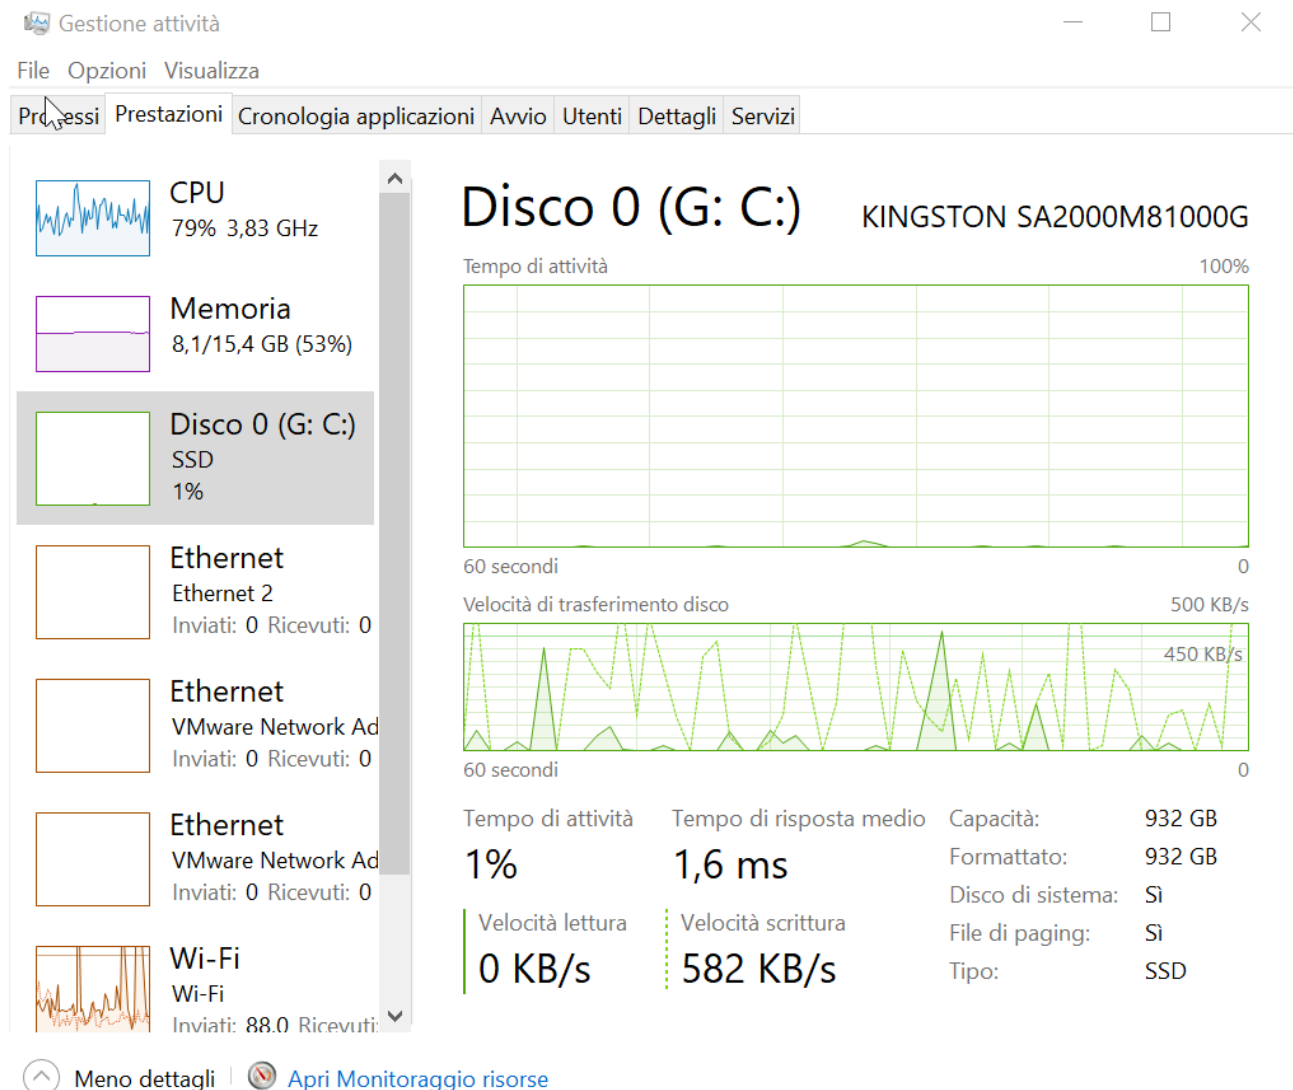 Gestione attività
File Opzioni Visualizza
Processi Prestazioni Cronologia applicazioni Avvio Utenti Dettagli Servizi
CPU
79% 3,83 GHz
Memoria
8,1/15,4 GB (53%)
Disco 0 (G: C:)
SSD
1%
Ethernet
Ethernet 2
Inviati: 0 Ricevuti: 0
Ethernet
VMware Network Ad
Inviati: 0 Ricevuti: 0
Ethernet
VMware Network Ad
Inviati: 0 Ricevuti: 0
Wi-Fi
Wi-Fi
Inviati: 88.0 Ricevuti:
Disco 0 (G: C:) KINGSTON SA2000M81000G
Tempo di attività 100%
60 secondi 0
Velocità di trasferimento disco 500 KB/s
450 KB/s
60 secondi 0
Tempo di attività
1%
Tempo di risposta medio
1,6 ms
Velocità lettura
0 KB/s
Velocità scrittura
582 KB/s
Capacità: 932 GB
Formattato: 932 GB
Disco di sistema: Sì
File di paging: Sì
Tipo: SSD
Meno dettagli Apri Monitoraggio risorse